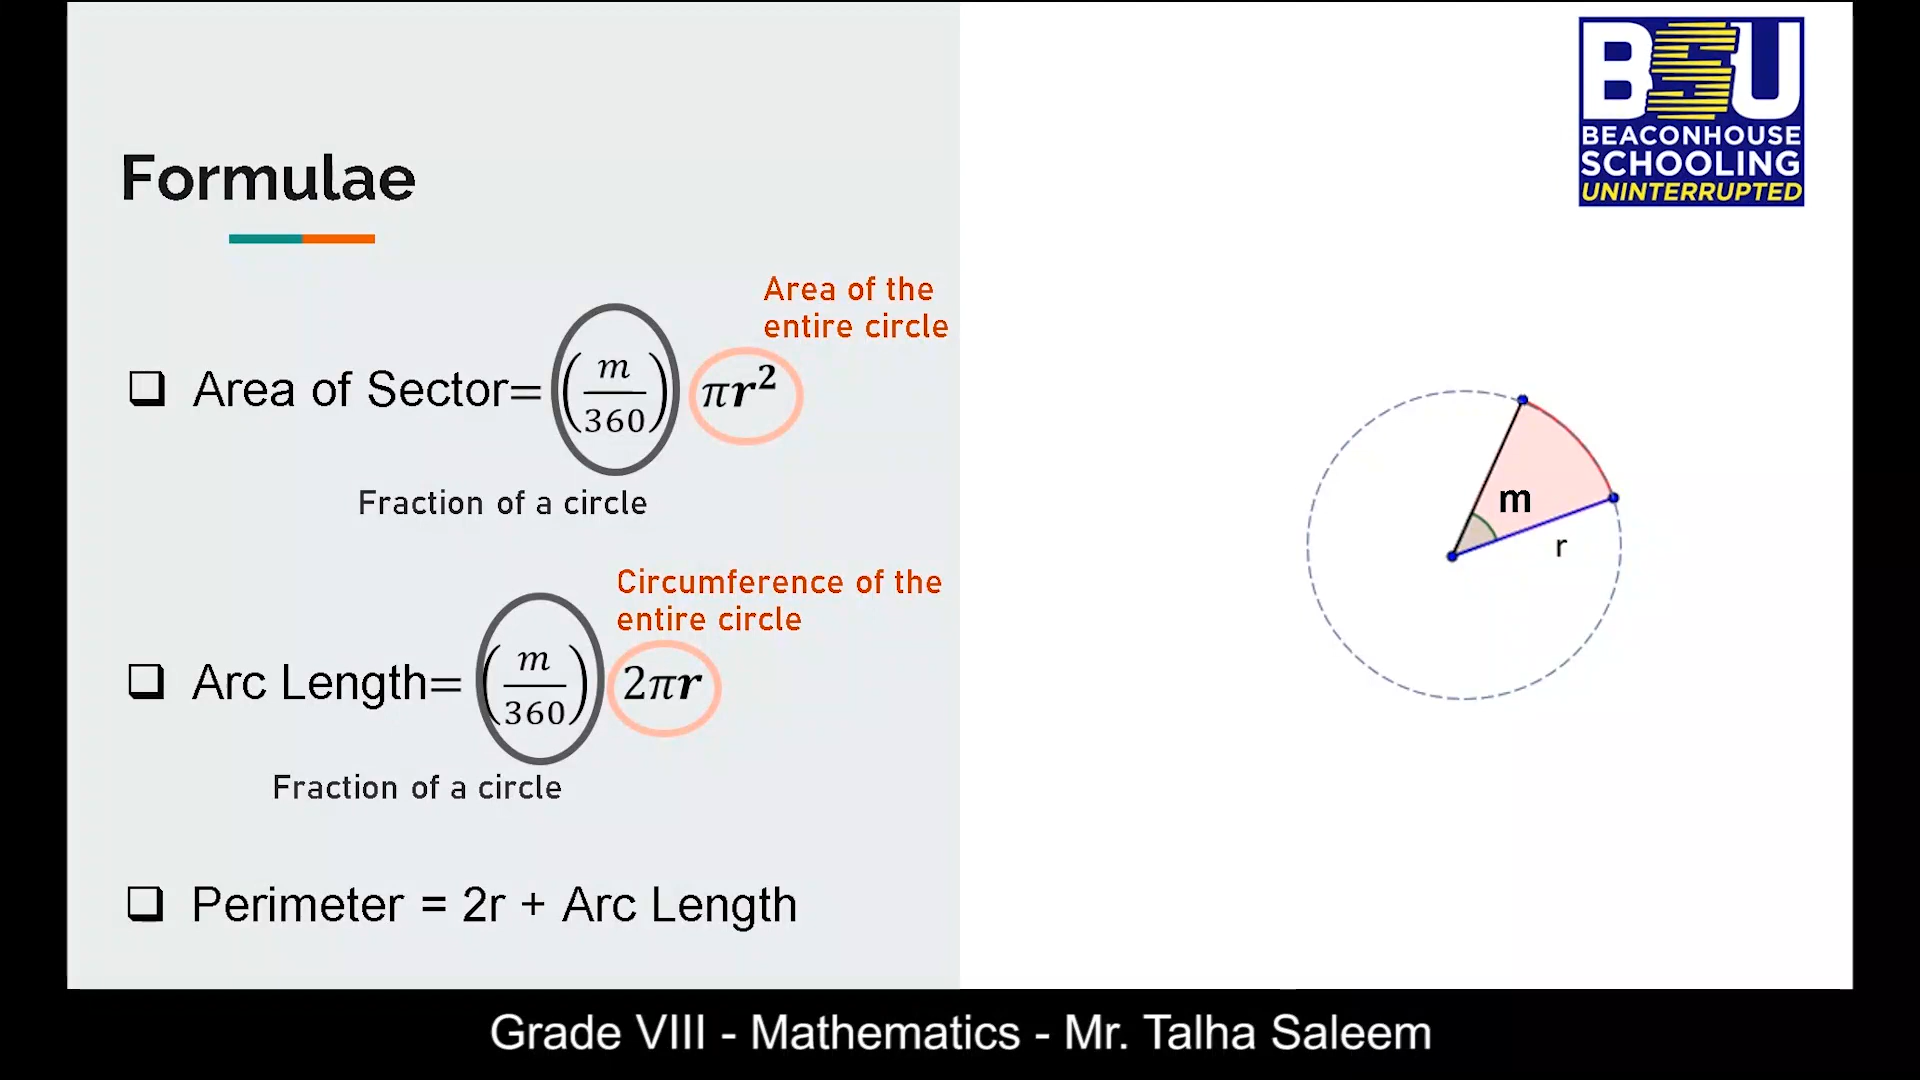 BSU
BEACONHOUSE
SCHOOLING
UNINTERRUPTED
Formulae
Area of the
entire circle
❑ Area of Sector= (m/360) πr²
Fraction of a circle
Circumference of the
entire circle
❑ Arc Length= (m/360) 2πr
Fraction of a circle
❑ Perimeter = 2r + Arc Length
m
r
Grade VIII - Mathematics - Mr. Talha Saleem